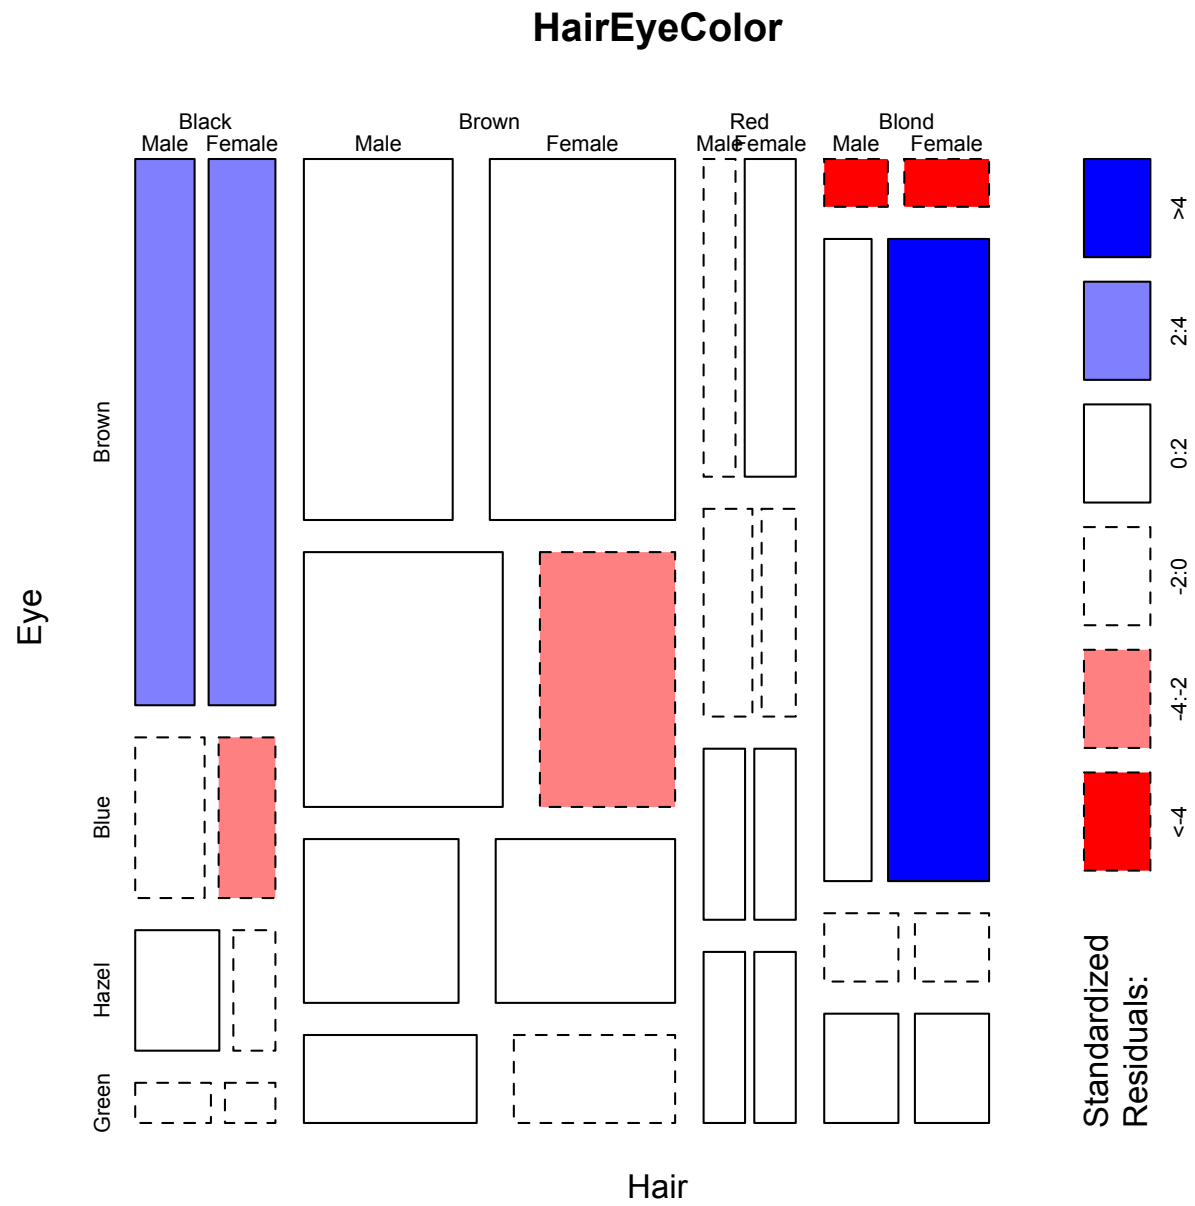 HairEyeColor
Black Brown Red Blond
Male Female Male Female Male Female Male Female
Brown
Blue
Hazel
Green
Eye
Hair
>4
2:4
0:2
-2:0
-4:-2
<-4
Standardized
Residuals: